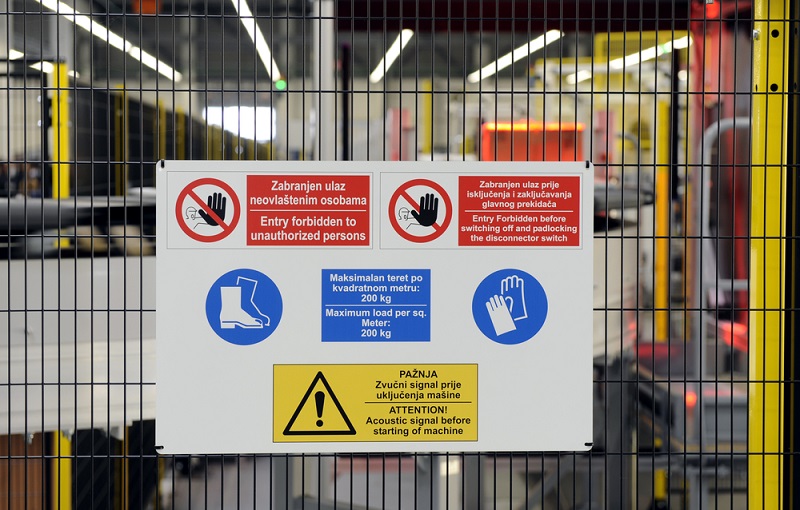 Zabranjen ulaz
neovlaštenim osobama
Entry forbidden to
unauthorized persons
Zabranjen ulaz prije
isključenja i zaključavanja
glavnog prekidača
Entry Forbidden before
switching off and padlocking
the disconnector switch
Maksimalan teret po
kvadratnom metru:
200 kg
Maximum load per sq.
Meter:
200 kg
PAŽNJA
Zvučni signal prije
uključenja mašine
ATTENTION!
Acoustic signal before
starting of machine